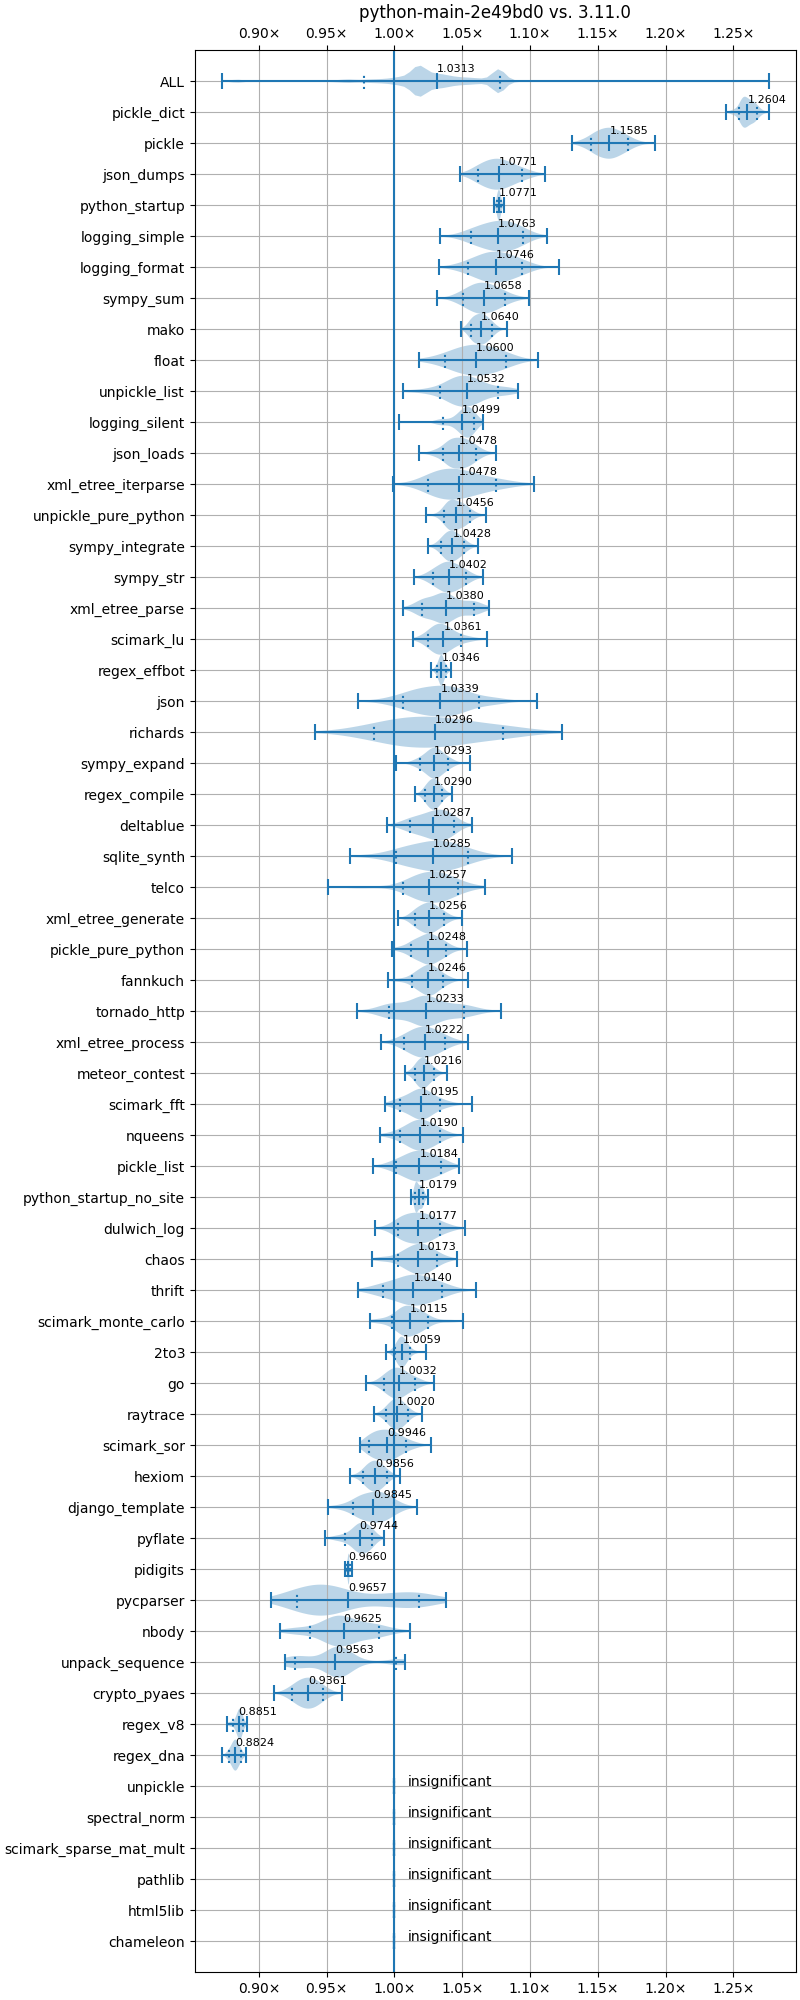 python-main-2e49bd0 vs. 3.11.0
0.90× 0.95× 1.00× 1.05× 1.10× 1.15× 1.20× 1.25×
ALL 1.0313
pickle_dict 1.2604
pickle 1.1585
json_dumps 1.0771
python_startup 1.0771
logging_simple 1.0763
logging_format 1.0746
sympy_sum 1.0658
mako 1.0640
float 1.0600
unpickle_list 1.0532
logging_silent 1.0499
json_loads 1.0478
xml_etree_iterparse 1.0478
unpickle_pure_python 1.0456
sympy_integrate 1.0428
sympy_str 1.0402
xml_etree_parse 1.0380
scimark_lu 1.0361
regex_effbot 1.0346
json 1.0339
richards 1.0296
sympy_expand 1.0293
regex_compile 1.0290
deltablue 1.0287
sqlite_synth 1.0285
telco 1.0257
xml_etree_generate 1.0256
pickle_pure_python 1.0248
fannkuch 1.0246
tornado_http 1.0233
xml_etree_process 1.0222
meteor_contest 1.0216
scimark_fft 1.0195
nqueens 1.0190
pickle_list 1.0184
python_startup_no_site 1.0179
dulwich_log 1.0177
chaos 1.0173
thrift 1.0140
scimark_monte_carlo 1.0115
2to3 1.0059
go 1.0032
raytrace 1.0020
scimark_sor 0.9946
hexiom 0.9856
django_template 0.9845
pyflate 0.9744
pidigits 0.9660
pycparser 0.9657
nbody 0.9625
unpack_sequence 0.9563
crypto_pyaes 0.9361
regex_v8 0.8851
regex_dna 0.8824
unpickle insignificant
spectral_norm insignificant
scimark_sparse_mat_mult insignificant
pathlib insignificant
html5lib insignificant
chameleon insignificant
0.90× 0.95× 1.00× 1.05× 1.10× 1.15× 1.20× 1.25×